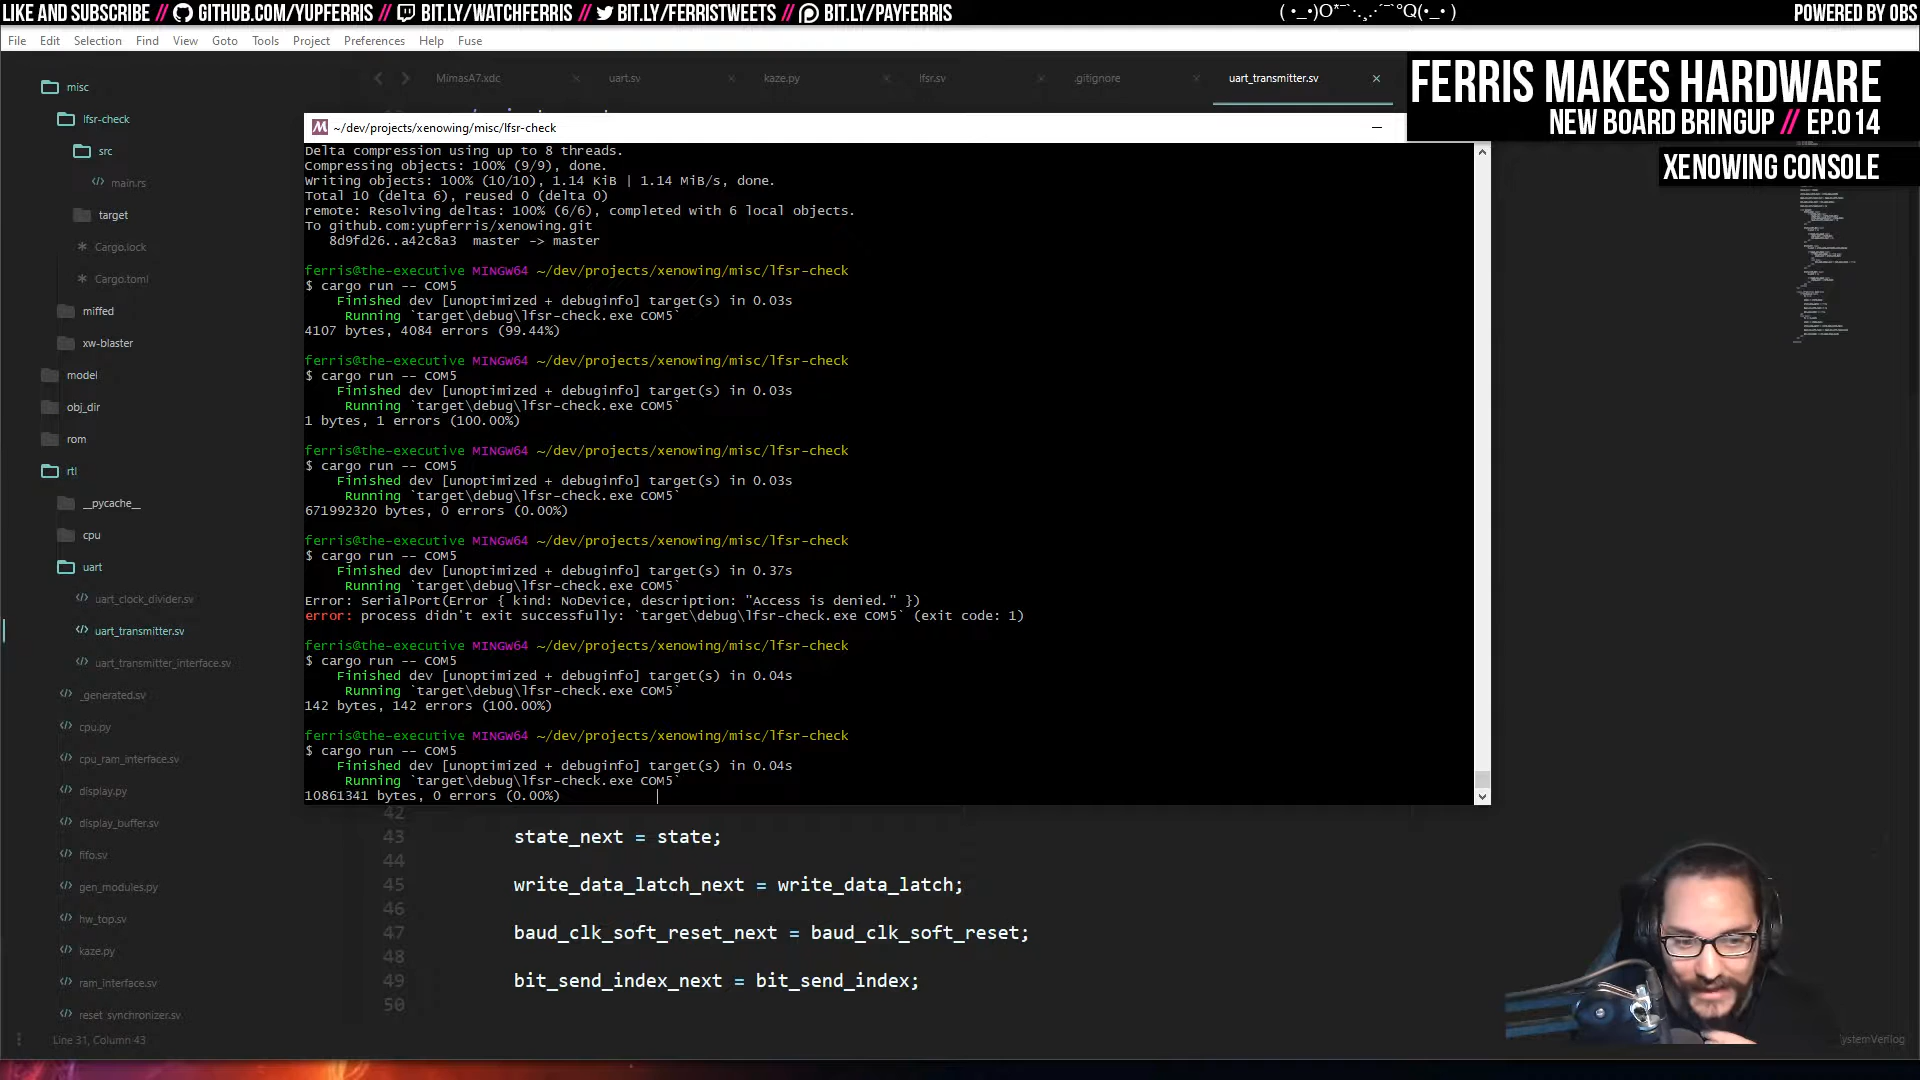 LIKE AND SUBSCRIBE // GITHUB.COM/YUPFERRIS // BIT.LY/WATCHFERRIS // BIT.LY/FERRISTWEETS // BIT.LY/PAYFERRIS
POWERED BY OBS
File Edit Selection Find View Goto Tools Project Preferences Help Fuse
MimasA7.xdc uart.sv kaze.py lfsr.sv .gitignore uart_transmitter.sv
FERRIS MAKES HARDWARE
NEW BOARD BRINGUP // EP.014
XENOWING CONSOLE
misc
lfsr-check
src
main.rs
target
Cargo.lock
Cargo.toml
miffed
xw-blaster
model
obj_dir
rom
rtl
__pycache__
cpu
uart
uart_clock_divider.sv
uart_transmitter.sv
uart_transmitter_interface.sv
_generated.sv
cpu.py
cpu_ram_interface.sv
display.py
display_buffer.sv
fifo.sv
gen_modules.py
hw_top.sv
kaze.py
ram_interface.sv
reset_synchronizer.sv
~/dev/projects/xenowing/misc/lfsr-check
Delta compression using up to 8 threads.
Compressing objects: 100% (9/9), done.
Writing objects: 100% (10/10), 1.14 KiB | 1.14 MiB/s, done.
Total 10 (delta 6), reused 0 (delta 0)
remote: Resolving deltas: 100% (6/6), completed with 6 local objects.
To github.com:yupferris/xenowing.git
8d9fd26..a42c8a3  master -> master
ferris@the-executive MINGW64 ~/dev/projects/xenowing/misc/lfsr-check
$ cargo run -- COM5
Finished dev [unoptimized + debuginfo] target(s) in 0.03s
Running `target\debug\lfsr-check.exe COM5`
4107 bytes, 4084 errors (99.44%)
ferris@the-executive MINGW64 ~/dev/projects/xenowing/misc/lfsr-check
$ cargo run -- COM5
Finished dev [unoptimized + debuginfo] target(s) in 0.03s
Running `target\debug\lfsr-check.exe COM5`
1 bytes, 1 errors (100.00%)
ferris@the-executive MINGW64 ~/dev/projects/xenowing/misc/lfsr-check
$ cargo run -- COM5
Finished dev [unoptimized + debuginfo] target(s) in 0.03s
Running `target\debug\lfsr-check.exe COM5`
671992320 bytes, 0 errors (0.00%)
ferris@the-executive MINGW64 ~/dev/projects/xenowing/misc/lfsr-check
$ cargo run -- COM5
Finished dev [unoptimized + debuginfo] target(s) in 0.37s
Running `target\debug\lfsr-check.exe COM5`
Error: SerialPort(Error { kind: NoDevice, description: "Access is denied." })
error: process didn't exit successfully: `target\debug\lfsr-check.exe COM5` (exit code: 1)
ferris@the-executive MINGW64 ~/dev/projects/xenowing/misc/lfsr-check
$ cargo run -- COM5
Finished dev [unoptimized + debuginfo] target(s) in 0.04s
Running `target\debug\lfsr-check.exe COM5`
142 bytes, 142 errors (100.00%)
ferris@the-executive MINGW64 ~/dev/projects/xenowing/misc/lfsr-check
$ cargo run -- COM5
Finished dev [unoptimized + debuginfo] target(s) in 0.04s
Running `target\debug\lfsr-check.exe COM5`
10861341 bytes, 0 errors (0.00%)
42
43 state_next = state;
44
45 write_data_latch_next = write_data_latch;
46
47 baud_clk_soft_reset_next = baud_clk_soft_reset;
48
49 bit_send_index_next = bit_send_index;
50
Line 31, Column 43
ystemVerilog